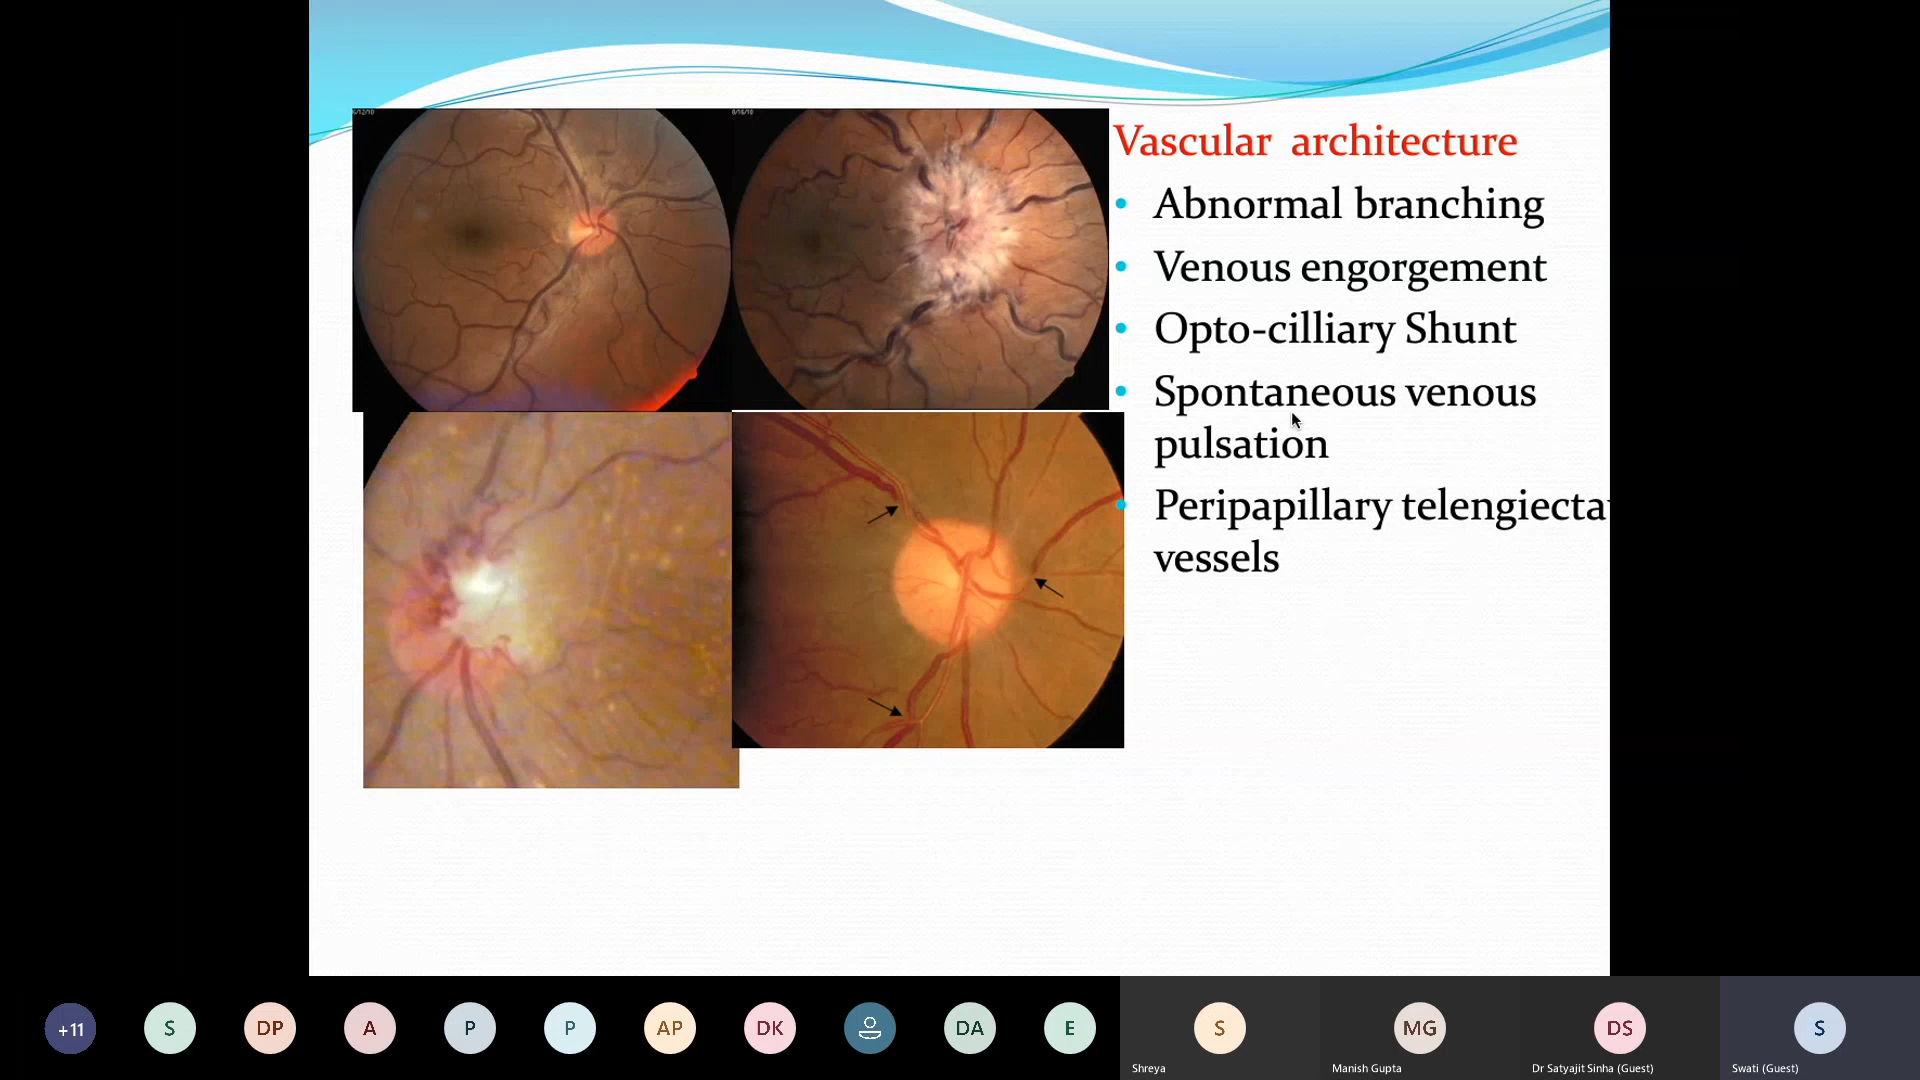 Vascular architecture
Abnormal branching
Venous engorgement
Opto-cilliary Shunt
Spontaneous venous
pulsation
Peripapillary telengiecta
vessels
+11
S
DP
A
P
P
AP
DK
DA
E
S
MG
DS
S
Shreya
Manish Gupta
Dr Satyajit Sinha (Guest)
Swati (Guest)